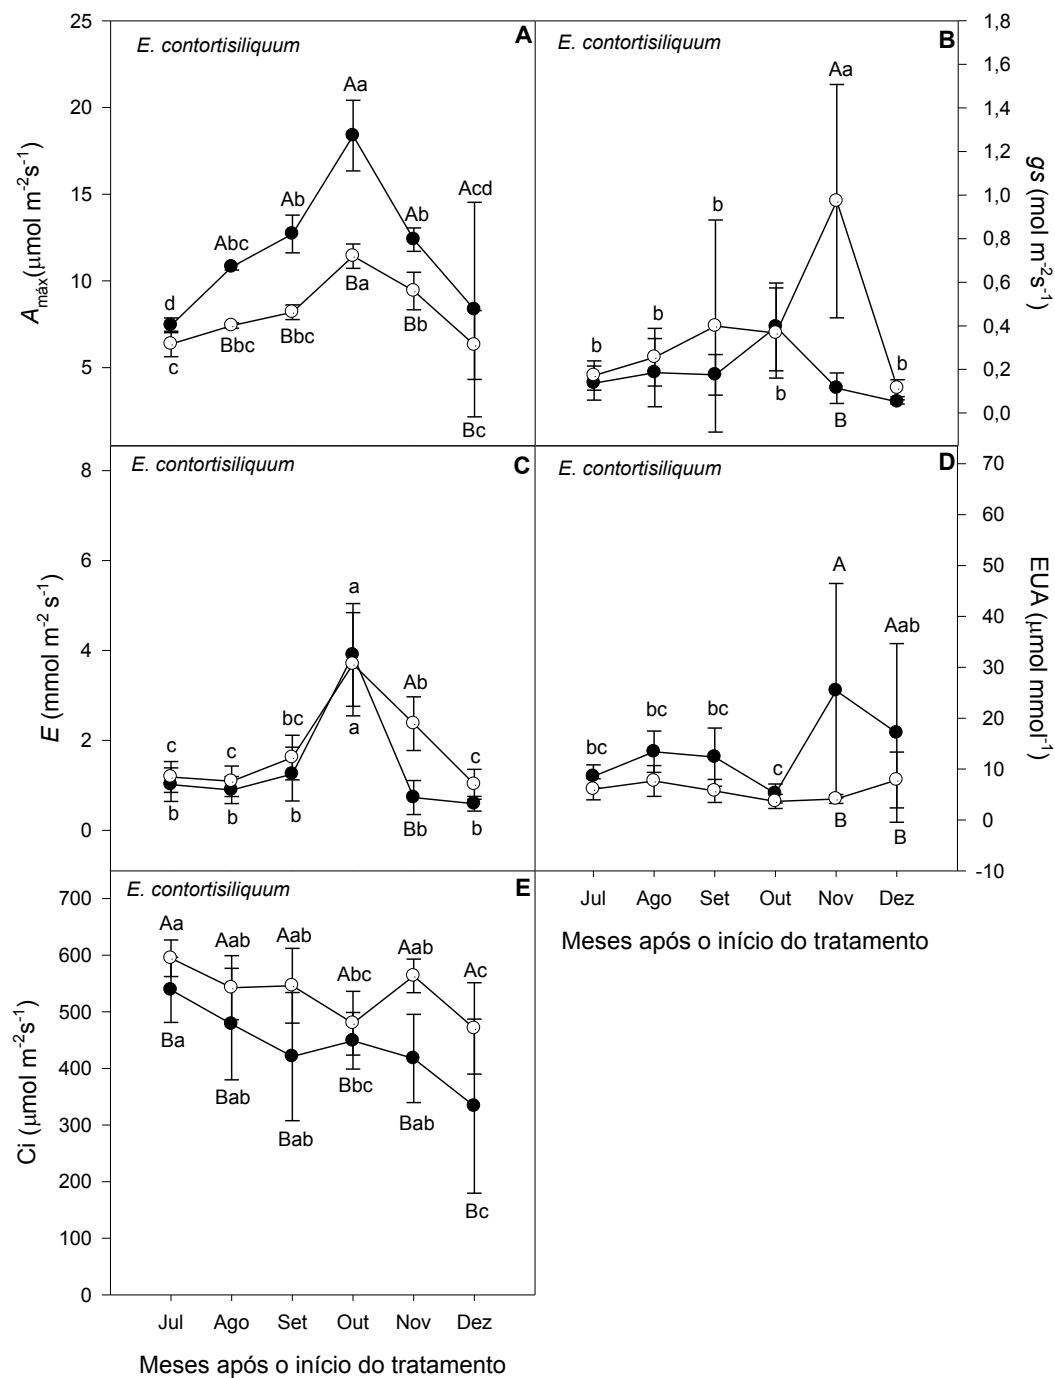 E. contortisiliquum
A
25
20
15
10
5
Amáx(μmol m-2s-1)
Aa
Acd
Ab
Ab
Abc
d
Ba
Bb
Bbc
Bbc
c
Bc
E. contortisiliquum
B
1,8
1,6
1,4
1,2
1,0
0,8
0,6
0,4
0,2
0,0
gs (mol m-2s-1)
Aa
b
b
b
b
b
B
E. contortisiliquum
C
8
6
4
2
0
E (mmol m-2 s-1)
a
Ab
bc
c
c
c
a
b
b
b
Bb
b
E. contortisiliquum
D
70
60
50
40
30
20
10
0
-10
EUA (μmol mmol-1)
A
Aab
bc
bc
bc
c
B
B
Jul Ago Set Out Nov Dez
Meses após o início do tratamento
E. contortisiliquum
E
700
600
500
400
300
200
100
0
Ci (μmol m-2s-1)
Aa
Aab
Aab
Abc
Aab
Ac
Ba
Bab
Bab
Bbc
Bab
Bc
Jul Ago Set Out Nov Dez
Meses após o início do tratamento